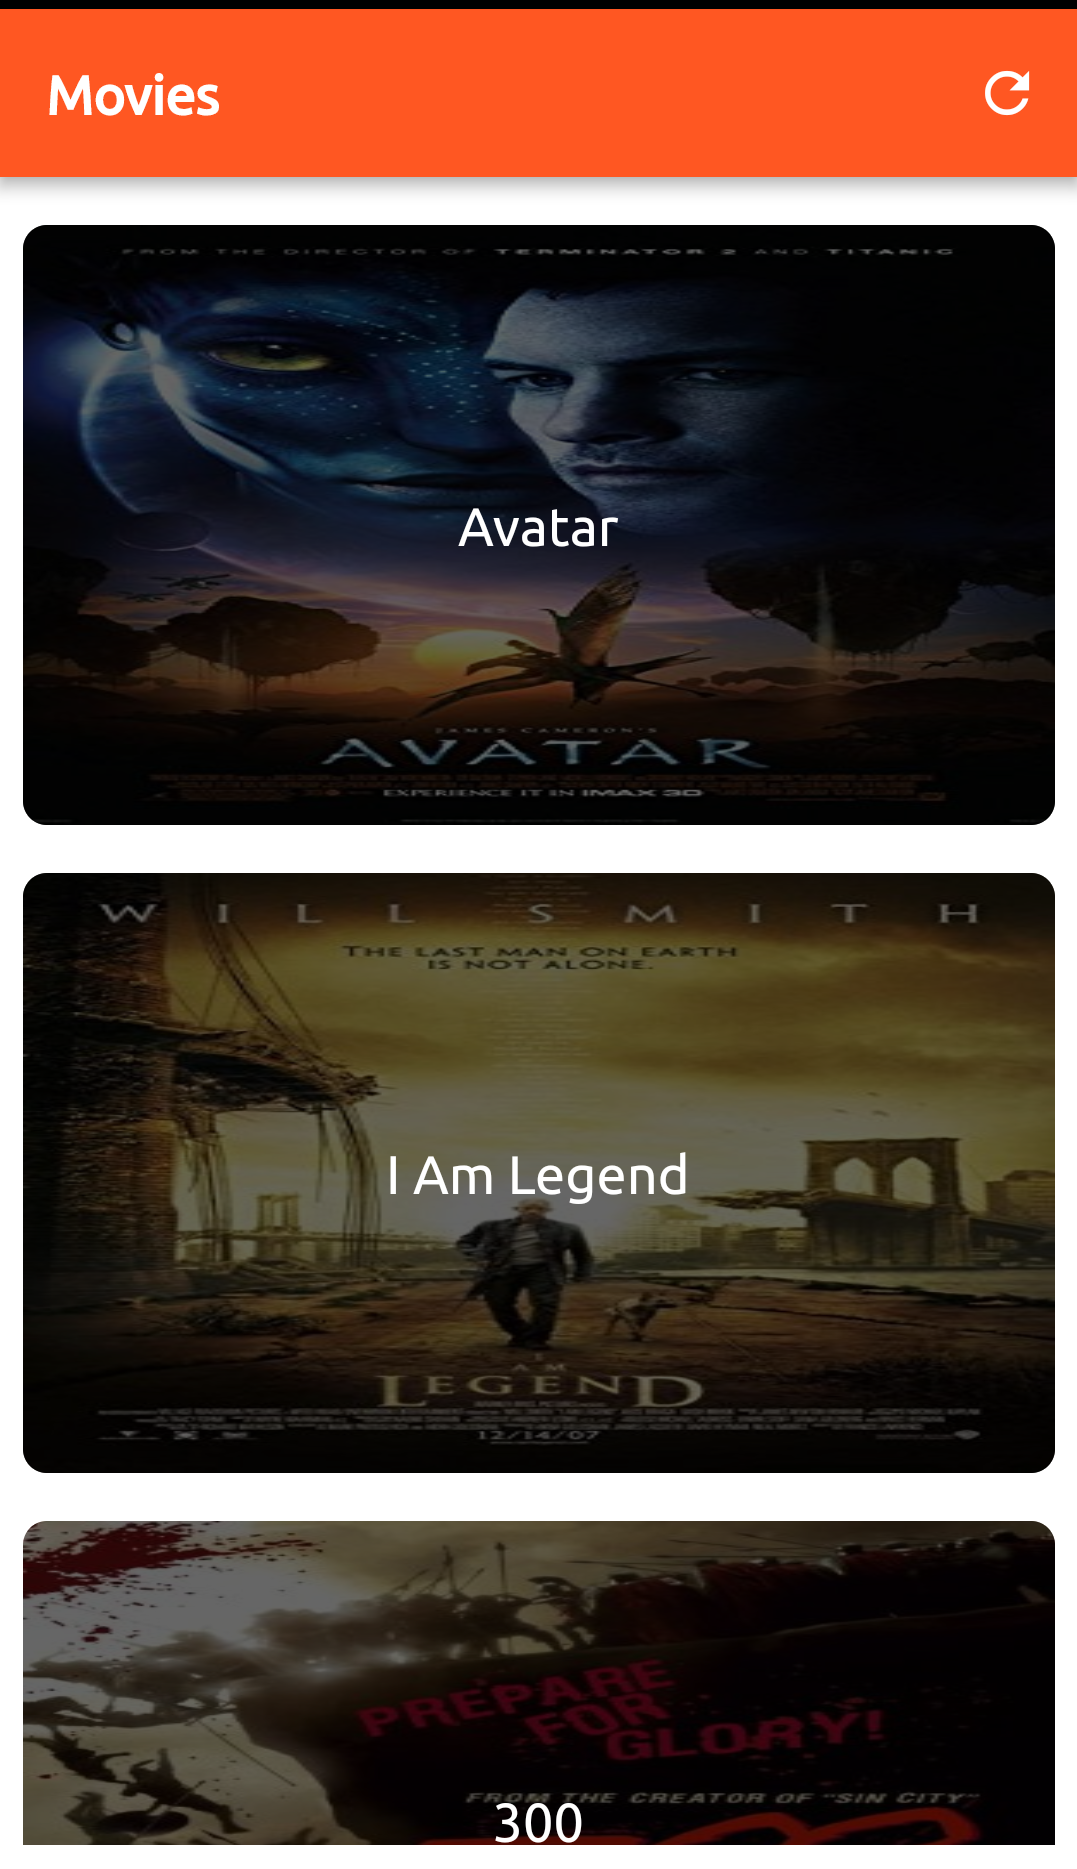 Movies
FROM THE DIRECTOR OF TERMINATOR 2 AND TITANIC
Avatar
JAMES CAMERON'S
AVATAR
EXPERIENCE IT IN IMAX 3D
WILL SMITH
THE LAST MAN ON EARTH
IS NOT ALONE.
I Am Legend
I AM
LEGEND
12/14/07
PREPARE
FOR
GLORY!
FROM THE CREATOR OF "SIN CITY"
300